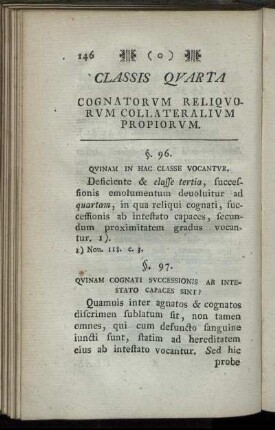 146 (o)
CLASSIS QVARTA
COGNATORVM RELIQVO-
RVM COLLATERALIVM
PROPIORVM.
§. 96.
QVINAM IN HAC CLASSE VOCANTVR.
Deficiente & claſſe tertia, ſucceſ-
ſionis emolumentum deuoluitur ad
quartam, in qua reliqui cognati, ſuc-
ceſſionis ab inteſtato capaces, ſecun-
dum proximitatem gradus vocan-
tur. 1).
1) Nou. 118. c. 3.
§. 97.
QVINAM COGNATI SVCCESSIONIS AB INTE-
STATO CAPACES SINT?
Quamuis inter agnatos & cognatos
diſcrimen ſublatum ſit, non tamen
omnes, qui cum defuncto ſanguine
iuncti ſunt, ſtatim ad hereditatem
eius ab inteſtato vocantur. Sed hic
probe